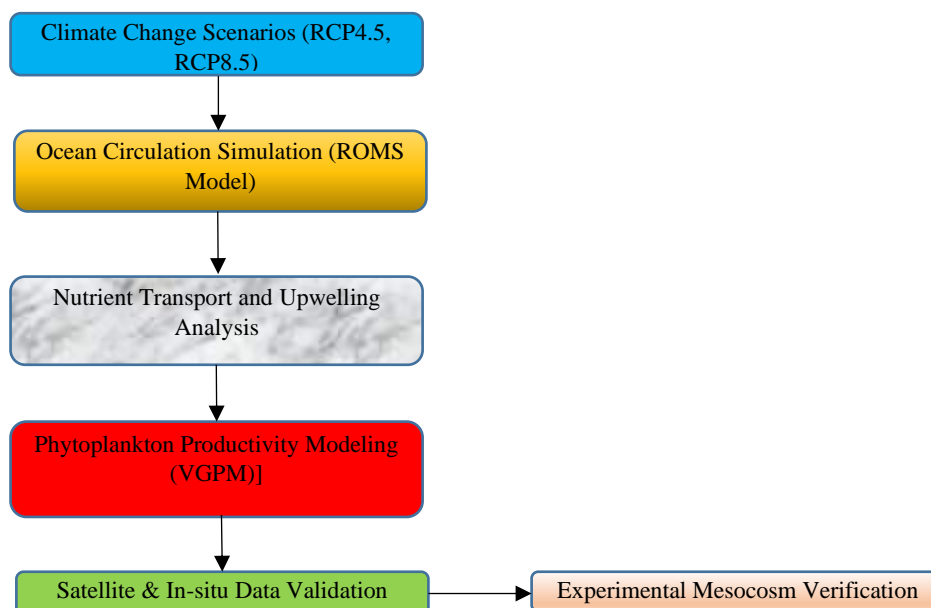 Climate Change Scenarios (RCP4.5,
RCP8.5)
Ocean Circulation Simulation (ROMS
Model)
Nutrient Transport and Upwelling
Analysis
Phytoplankton Productivity Modeling
(VGPM)]
Satellite & In-situ Data Validation
Experimental Mesocosm Verification